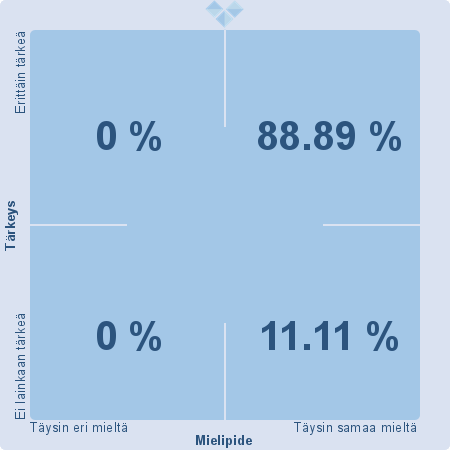 Erittäin tärkeä
0 %
88.89 %
Tärkeys
0 %
11.11 %
Ei lainkaan tärkeä
Täysin eri mieltä
Täysin samaa mieltä
Mielipide